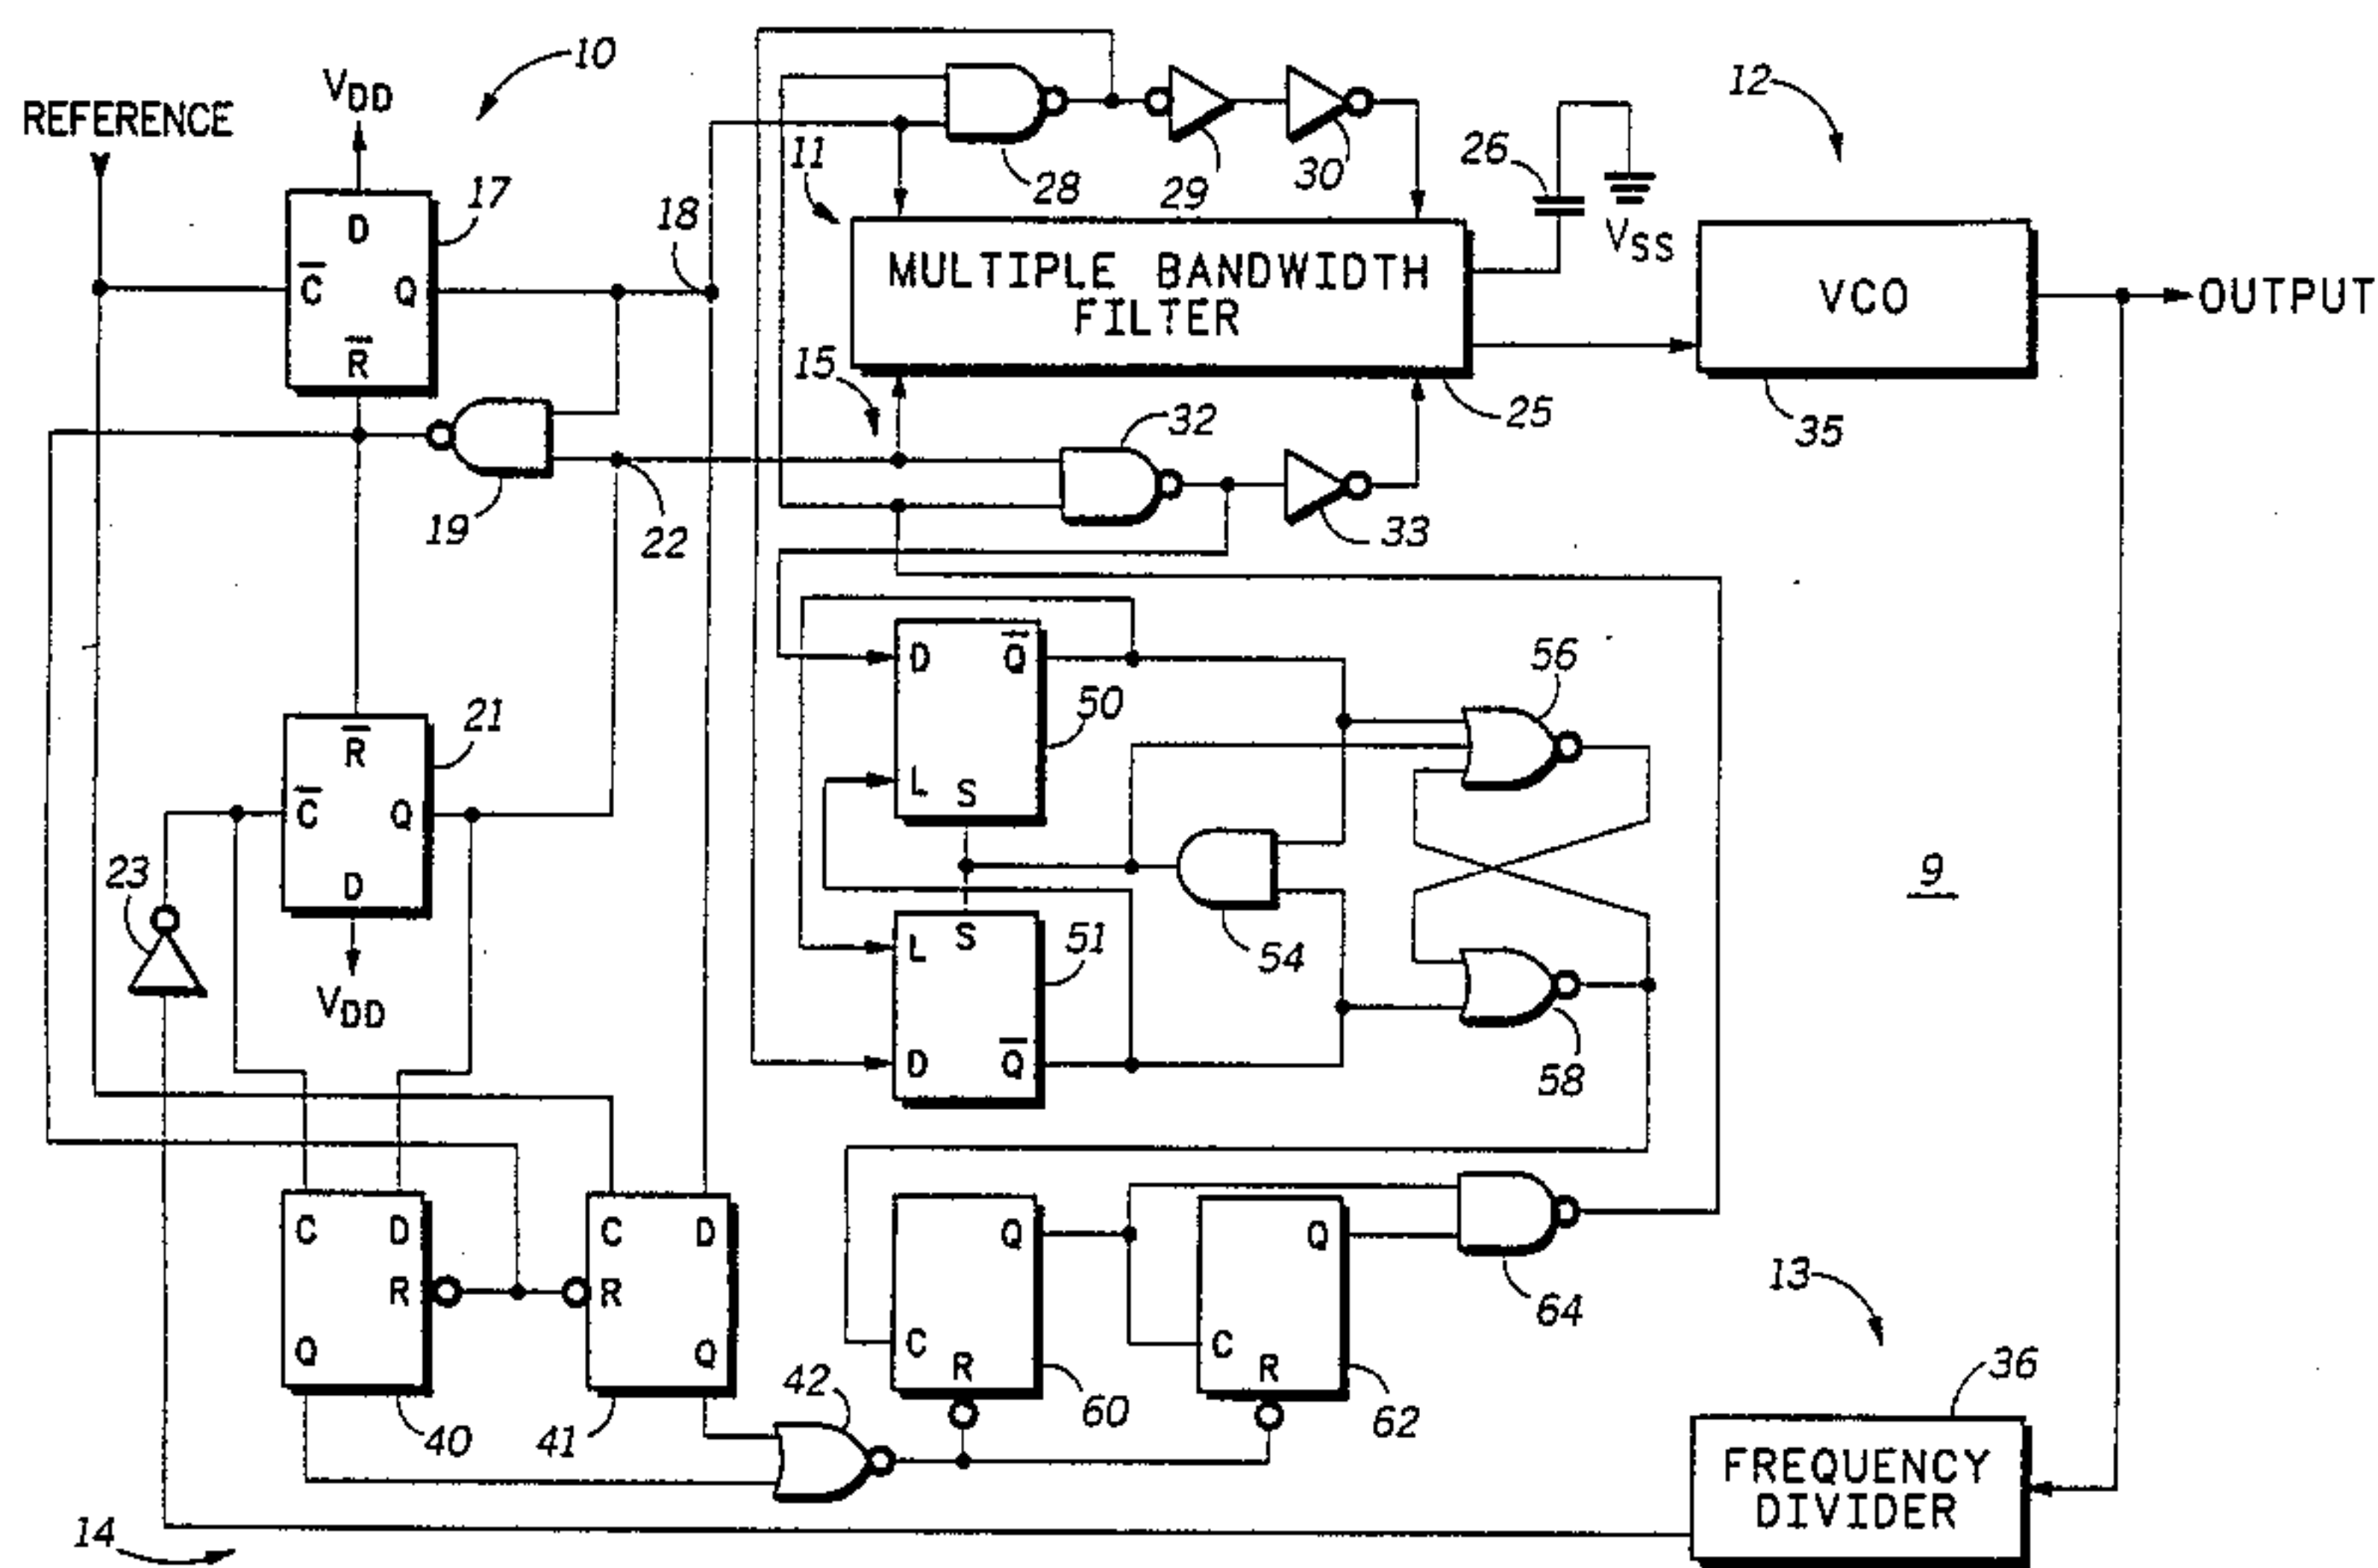 10
12
REFERENCE
VDD
17
D
C̅
Q
R̅
18
11
28
29
30
26
VSS
MULTIPLE BANDWIDTH
FILTER
VCO
OUTPUT
15
32
25
35
19
22
33
D
Q̅
50
L
S
56
21
R̅
C̅
Q
D
VDD
23
54
9
L
S
51
D
Q̅
58
C
D
R
Q
40
C
D
R
Q
41
42
Q
C
R
60
Q
C
R
62
64
13
36
FREQUENCY
DIVIDER
14